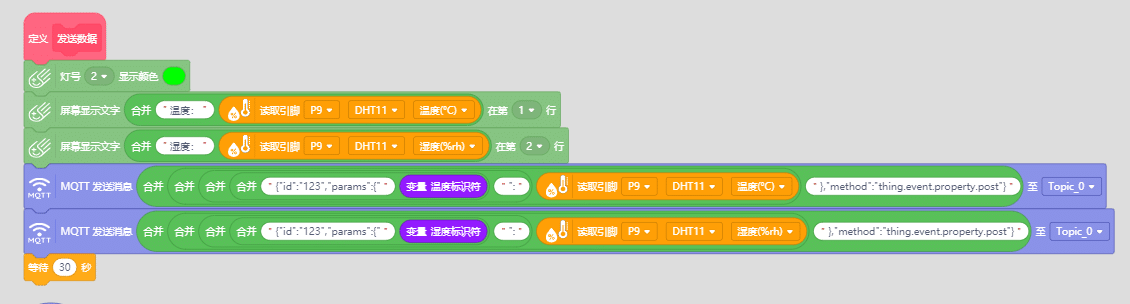 定义 发送数据
灯号 2 显示颜色
屏幕显示文字 合并 "温度： " 读取引脚 P9 DHT11 温度(℃) 在第 1 行
屏幕显示文字 合并 "湿度： " 读取引脚 P9 DHT11 湿度(%rh) 在第 2 行
MQTT MQTT 发送消息 合并 合并 合并 合并 " {"id":"123","params":{" " 变量 温度标识符 " ": " 读取引脚 P9 DHT11 温度(℃) " },"method":"thing.event.property.post"} " 至 Topic_0
MQTT MQTT 发送消息 合并 合并 合并 合并 " {"id":"123","params":{" " 变量 湿度标识符 " ": " 读取引脚 P9 DHT11 湿度(%rh) " },"method":"thing.event.property.post"} " 至 Topic_0
等待 30 秒